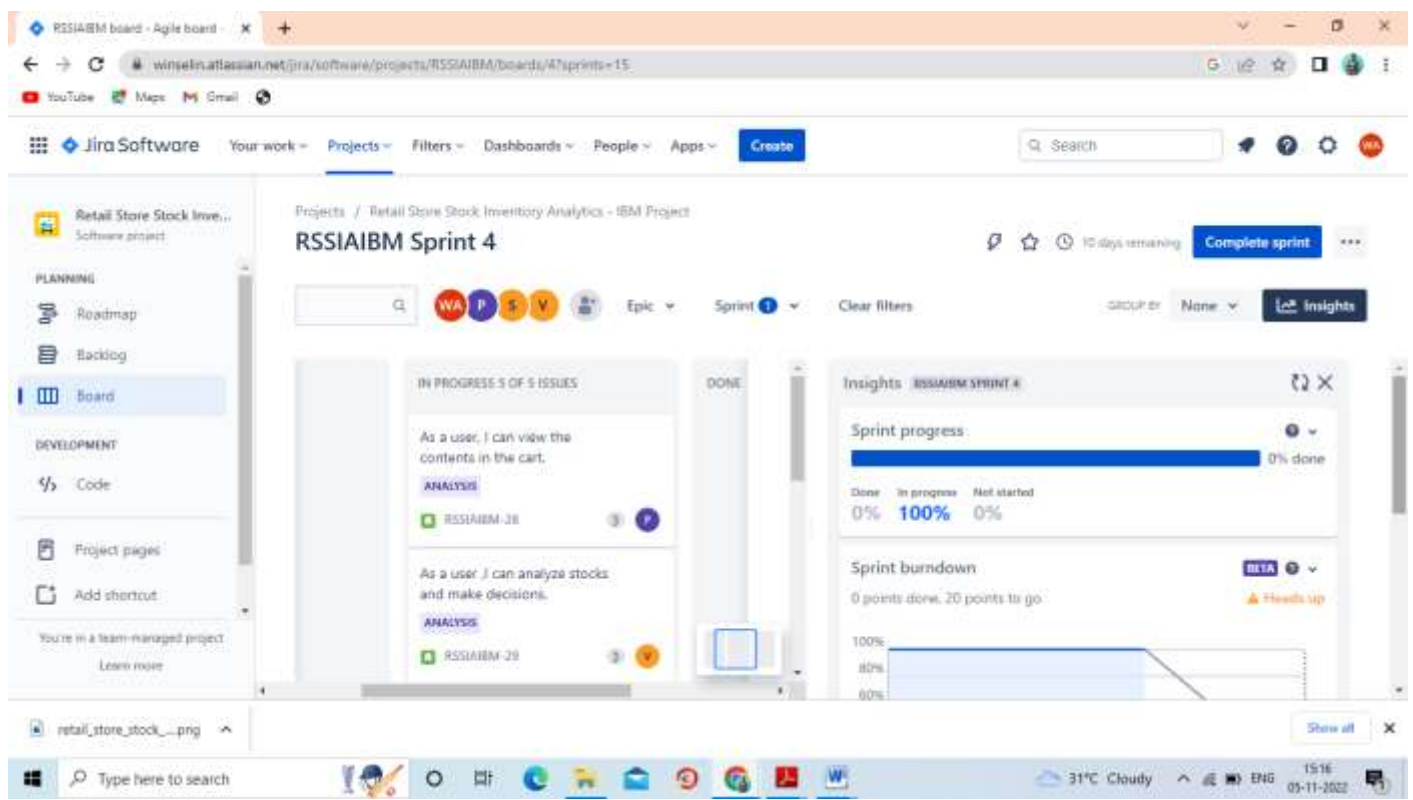 RSSIAIBM board - Agile board -
winselin.atlassian.net/jira/software/projects/RSSIAIBM/boards/4?sprints=15
YouTube Maps Gmail
Jira Software Your work Projects Filters Dashboards People Apps Create Search WA
Retail Store Stock Inve...
Software project
Projects / Retail Store Stock Inventory Analytics - IBM Project
RSSIAIBM Sprint 4
10 days remaining Complete sprint
PLANNING
Roadmap
Backlog
Board
DEVELOPMENT
Code
Project pages
Add shortcut
You're in a team-managed project
Learn more
WA P S V Epic Sprint 1 Clear filters GROUP BY None Insights
IN PROGRESS 5 OF 5 ISSUES
As a user, I can view the
contents in the cart.
ANALYSIS
RSSIAIBM-28 3 P
As a user ,I can analyze stocks
and make decisions.
ANALYSIS
RSSIAIBM-29 3 V
DONE
Insights RSSIAIBM SPRINT 4
Sprint progress
0% done
Done In progress Not started
0% 100% 0%
Sprint burndown BETA
0 points done, 20 points to go Heads up
100%
80%
60%
retail_store_stock_....png Show all
Type here to search 31°C Cloudy ENG 15:16
05-11-2022